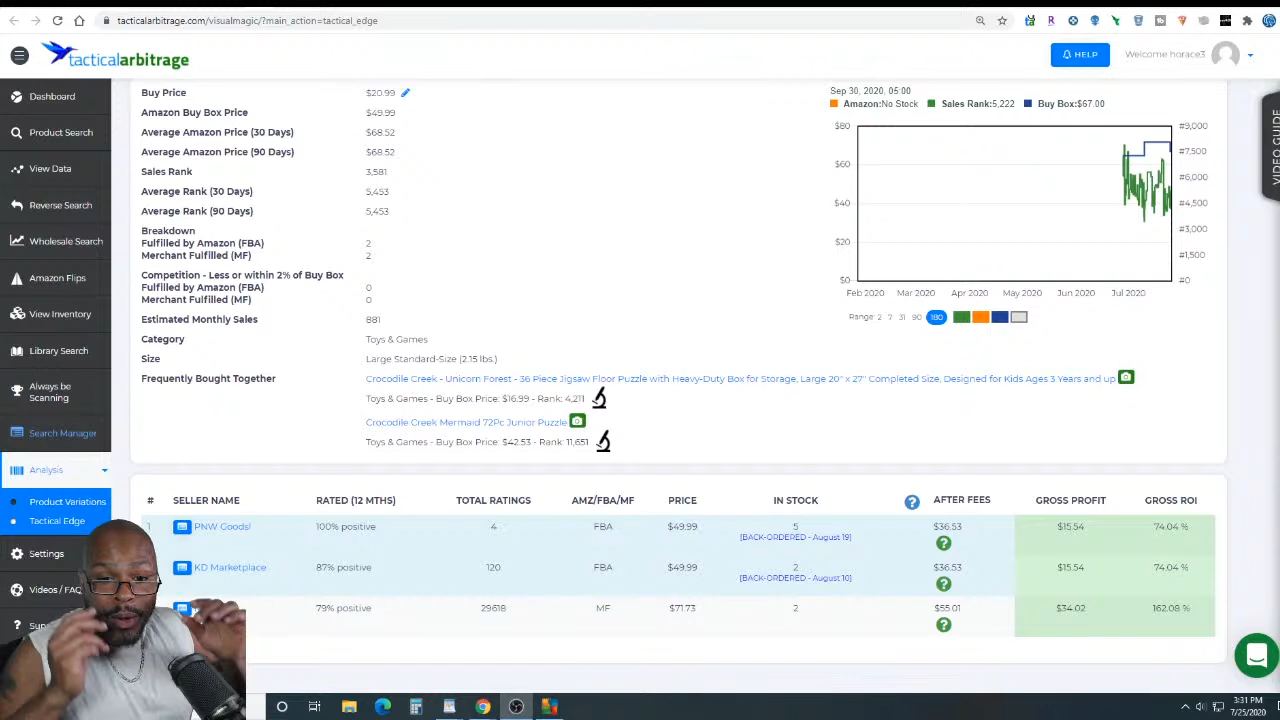 tacticalarbitrage.com/visualmagic/?main_action=tactical_edge
tacticalarbitrage
HELP
Welcome horace3
Dashboard
Product Search
View Data
Reverse Search
Wholesale Search
Amazon Flips
View Inventory
Library Search
Always be
Scanning
Search Manager
Analysis
Product Variations
Tactical Edge
Settings
Videos / FAQ
Buy Price $20.99
Amazon Buy Box Price $49.99
Average Amazon Price (30 Days) $68.52
Average Amazon Price (90 Days) $68.52
Sales Rank 3,581
Average Rank (30 Days) 5,453
Average Rank (90 Days) 5,453
Breakdown
Fulfilled by Amazon (FBA) 2
Merchant Fulfilled (MF) 2
Competition - Less or within 2% of Buy Box
Fulfilled by Amazon (FBA) 0
Merchant Fulfilled (MF) 0
Estimated Monthly Sales 881
Category Toys & Games
Size Large Standard-Size (2.15 lbs.)
Frequently Bought Together Crocodile Creek - Unicorn Forest - 36 Piece Jigsaw Floor Puzzle with Heavy-Duty Box for Storage, Large 20" x 27" Completed Size, Designed for Kids Ages 3 Years and up
Toys & Games - Buy Box Price: $16.99 - Rank: 4,211
Crocodile Creek Mermaid 72Pc Junior Puzzle
Toys & Games - Buy Box Price: $42.53 - Rank: 11,651
Sep 30, 2020, 05:00
Amazon:No Stock Sales Rank:5,222 Buy Box:$67.00
$80 #9,000
#7,500
$60 #6,000
$40 #4,500
#3,000
$20 #1,500
$0 #0
Feb 2020 Mar 2020 Apr 2020 May 2020 Jun 2020 Jul 2020
Range: 2 7 31 90 180
VIDEO GUIDE
# SELLER NAME RATED (12 MTHS) TOTAL RATINGS AMZ/FBA/MF PRICE IN STOCK ? AFTER FEES GROSS PROFIT GROSS ROI
1 PNW Goods! 100% positive 4 FBA $49.99 5 $36.53 $15.54 74.04 %
[BACK-ORDERED - August 19] ?
KD Marketplace 87% positive 120 FBA $49.99 2 $36.53 $15.54 74.04 %
[BACK-ORDERED - August 10] ?
79% positive 29618 MF $71.73 2 $55.01 $34.02 162.08 %
?
3:31 PM
7/25/2020